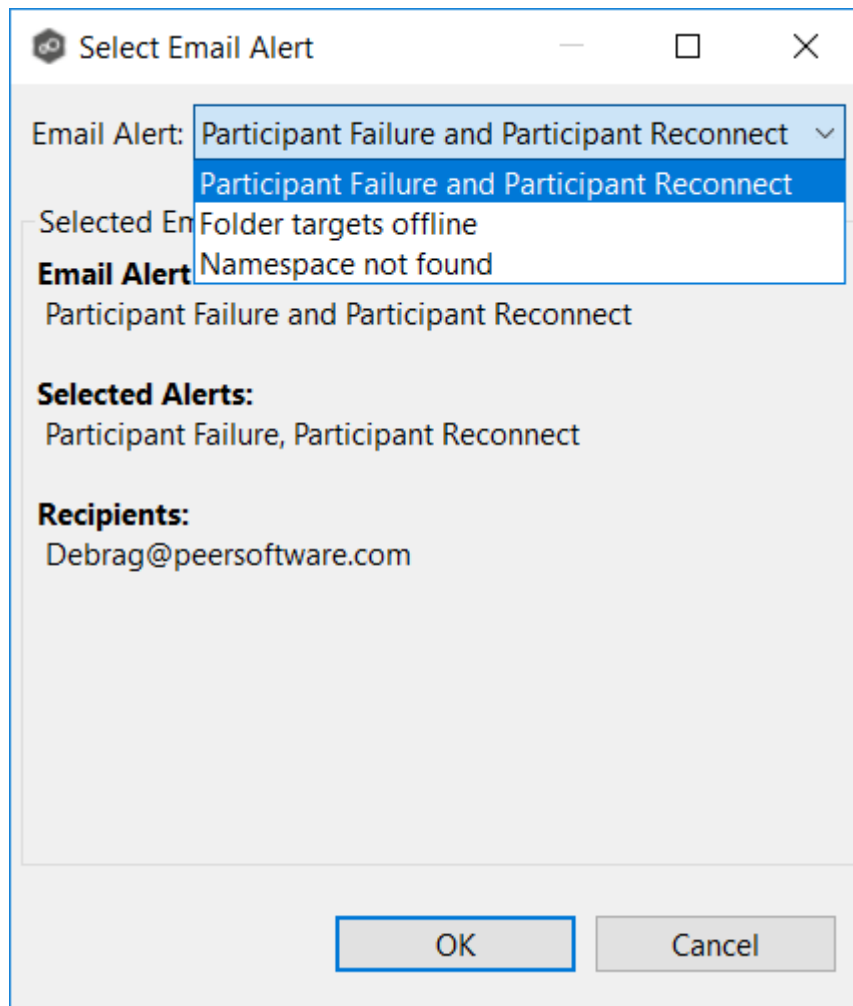 Select Email Alert
Email Alert: Participant Failure and Participant Reconnect
Participant Failure and Participant Reconnect
Folder targets offline
Namespace not found
Selected Em
Email Alert
Participant Failure and Participant Reconnect
Selected Alerts:
Participant Failure, Participant Reconnect
Recipients:
Debrag@peersoftware.com
OK
Cancel